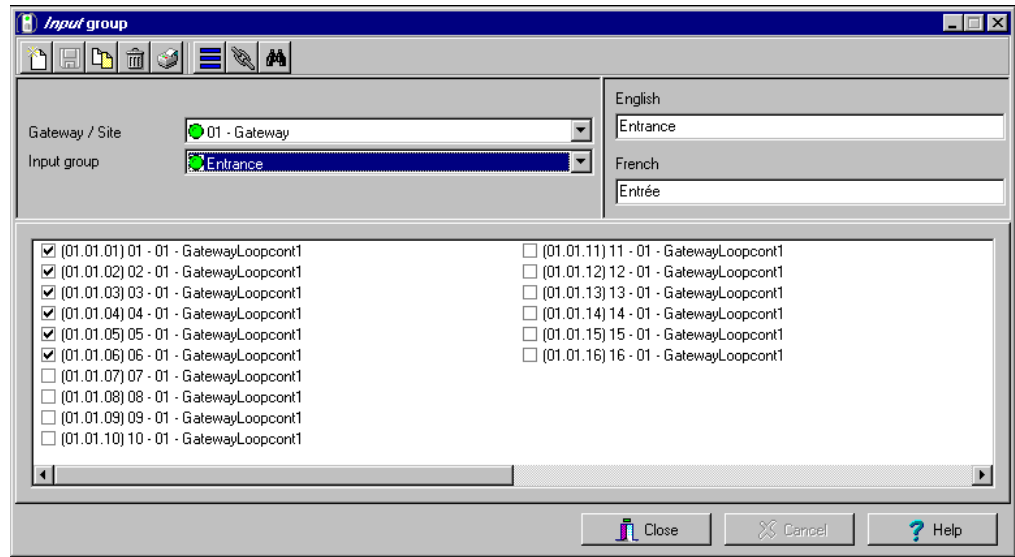 Input group
English
Entrance
Gateway / Site
01 - Gateway
Input group
Entrance
French
Entrée
(01.01.01) 01 - 01 - GatewayLoopcont1
(01.01.02) 02 - 01 - GatewayLoopcont1
(01.01.03) 03 - 01 - GatewayLoopcont1
(01.01.04) 04 - 01 - GatewayLoopcont1
(01.01.05) 05 - 01 - GatewayLoopcont1
(01.01.06) 06 - 01 - GatewayLoopcont1
(01.01.07) 07 - 01 - GatewayLoopcont1
(01.01.08) 08 - 01 - GatewayLoopcont1
(01.01.09) 09 - 01 - GatewayLoopcont1
(01.01.10) 10 - 01 - GatewayLoopcont1
(01.01.11) 11 - 01 - GatewayLoopcont1
(01.01.12) 12 - 01 - GatewayLoopcont1
(01.01.13) 13 - 01 - GatewayLoopcont1
(01.01.14) 14 - 01 - GatewayLoopcont1
(01.01.15) 15 - 01 - GatewayLoopcont1
(01.01.16) 16 - 01 - GatewayLoopcont1
Close
Cancel
Help